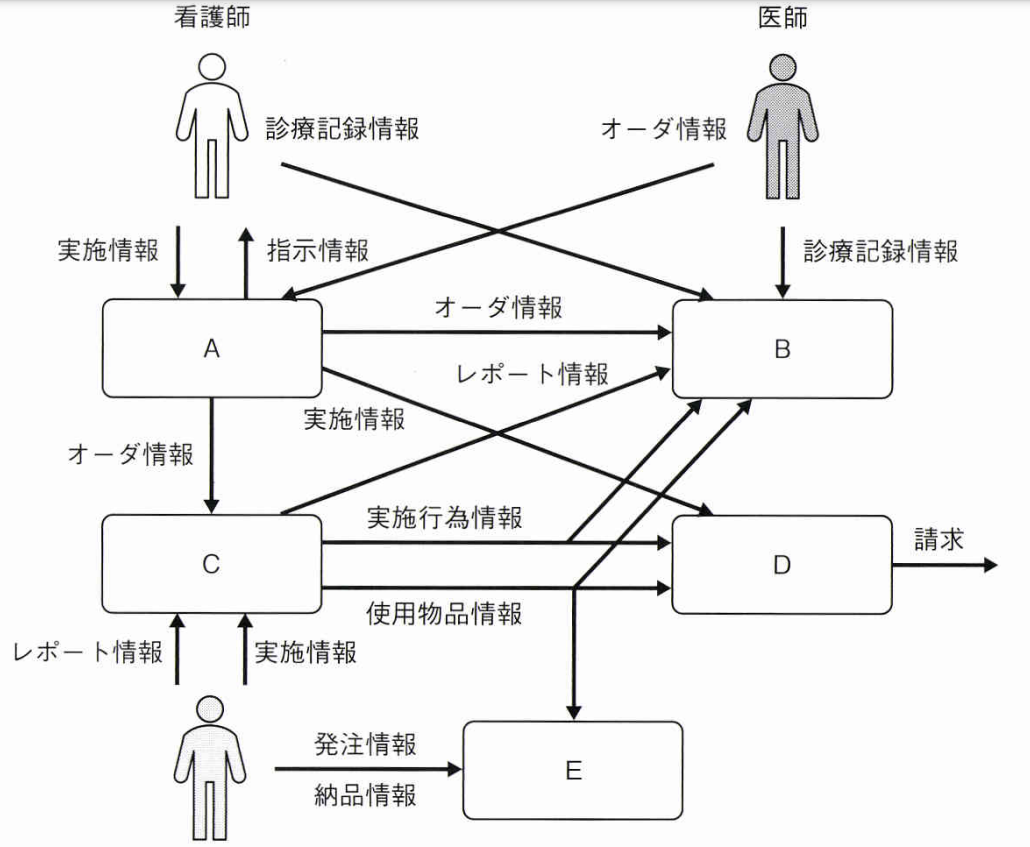 看護師
医師
診療記録情報
オーダ情報
実施情報
指示情報
診療記録情報
オーダ情報
A
B
レポート情報
実施情報
オーダ情報
実施行為情報
請求
C
D
使用物品情報
レポート情報
実施情報
発注情報
E
納品情報